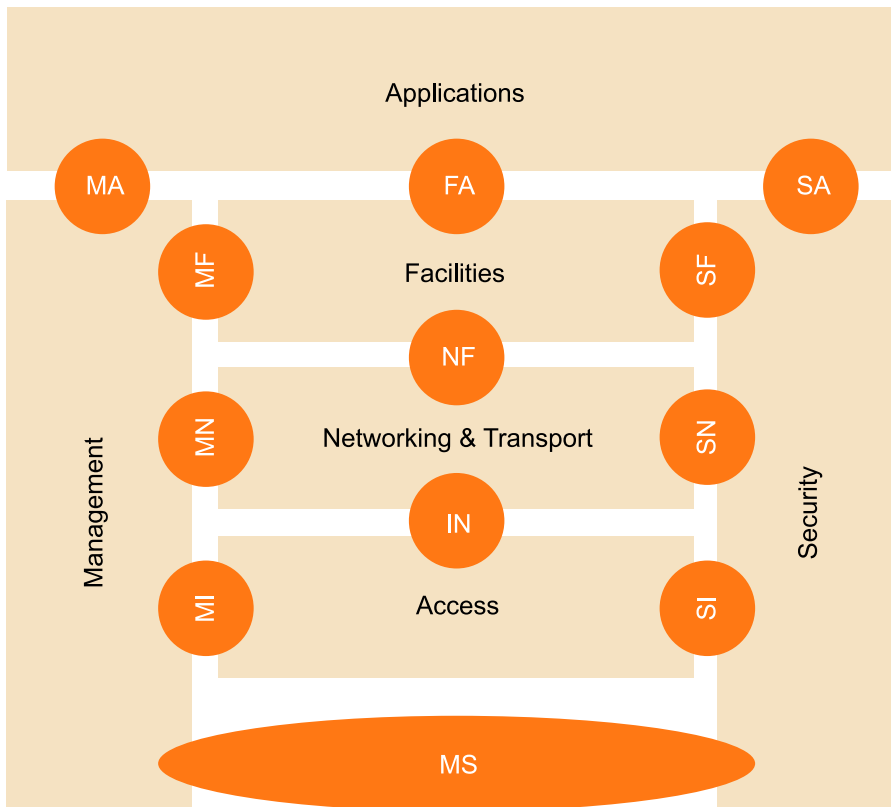 Applications
MA
FA
SA
MF
Facilities
SF
NF
MN
Networking & Transport
SN
Management
Security
IN
MI
Access
SI
MS